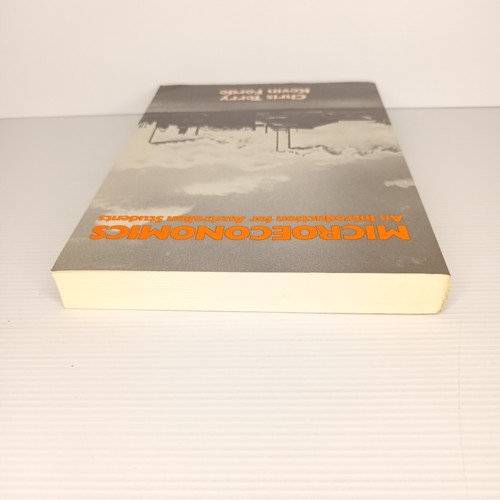 MICROECONOMICS
An Introduction for Australian Students
Chris Terry
Kevin Forde